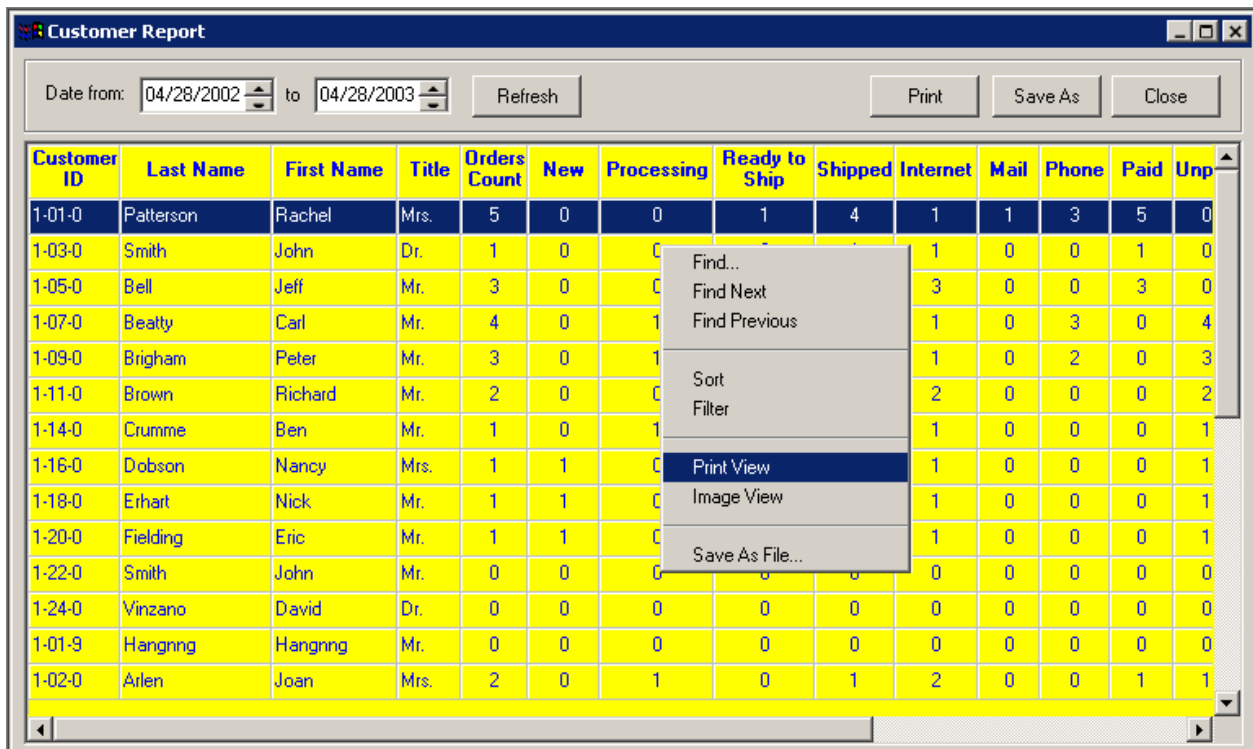 Customer Report
Date from: 04/28/2002 to 04/28/2003 Refresh Print Save As Close
Customer ID Last Name First Name Title Orders Count New Processing Ready to Ship Shipped Internet Mail Phone Paid Unp
1-01-0 Patterson Rachel Mrs. 5 0 0 1 4 1 1 3 5 0
1-03-0 Smith John Dr. 1 0 1 0 0 1 0
1-05-0 Bell Jeff Mr. 3 0 3 0 0 3 0
1-07-0 Beatty Carl Mr. 4 0 1 1 0 3 0 4
1-09-0 Brigham Peter Mr. 3 0 1 1 0 2 0 3
1-11-0 Brown Richard Mr. 2 0 2 0 0 0 2
1-14-0 Crumme Ben Mr. 1 0 1 1 0 0 0 1
1-16-0 Dobson Nancy Mrs. 1 1 1 0 0 0 1
1-18-0 Erhart Nick Mr. 1 1 1 0 0 0 1
1-20-0 Fielding Eric Mr. 1 1 1 0 0 0 1
1-22-0 Smith John Mr. 0 0 0 0 0 0 0 0 0 0
1-24-0 Vinzano David Dr. 0 0 0 0 0 0 0 0 0 0
1-01-9 Hangnng Hangnng Mr. 0 0 0 0 0 0 0 0 0 0
1-02-0 Arlen Joan Mrs. 2 0 1 0 1 2 0 0 1 1
Find...
Find Next
Find Previous
Sort
Filter
Print View
Image View
Save As File...